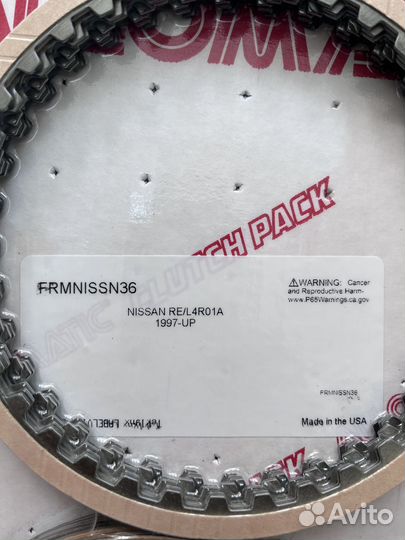 CLUTCH PACK
FRMNISSN36
NISSAN RE/L4R01A
1997-UP
⚠WARNING: Cancer
and Reproductive Harm-
www.P65Warnings.ca.gov
FRMNISSN36
Made in the USA
Avito